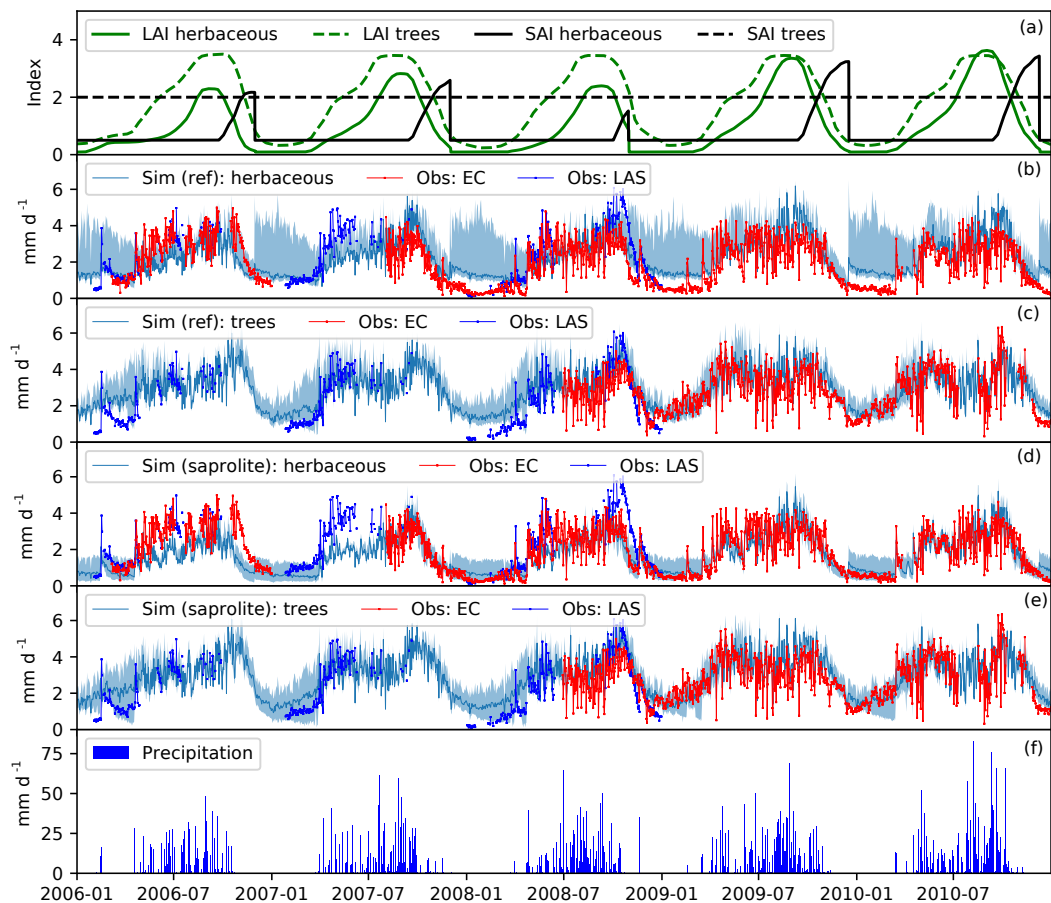 LAI herbaceous LAI trees SAI herbaceous SAI trees (a)
4
2
0
Index
Sim (ref): herbaceous Obs: EC Obs: LAS (b)
6
4
2
0
mm d⁻¹
Sim (ref): trees Obs: EC Obs: LAS (c)
6
4
2
0
mm d⁻¹
Sim (saprolite): herbaceous Obs: EC Obs: LAS (d)
6
4
2
0
mm d⁻¹
Sim (saprolite): trees Obs: EC Obs: LAS (e)
6
4
2
0
mm d⁻¹
Precipitation (f)
75
50
25
0
mm d⁻¹
2006-01 2006-07 2007-01 2007-07 2008-01 2008-07 2009-01 2009-07 2010-01 2010-07